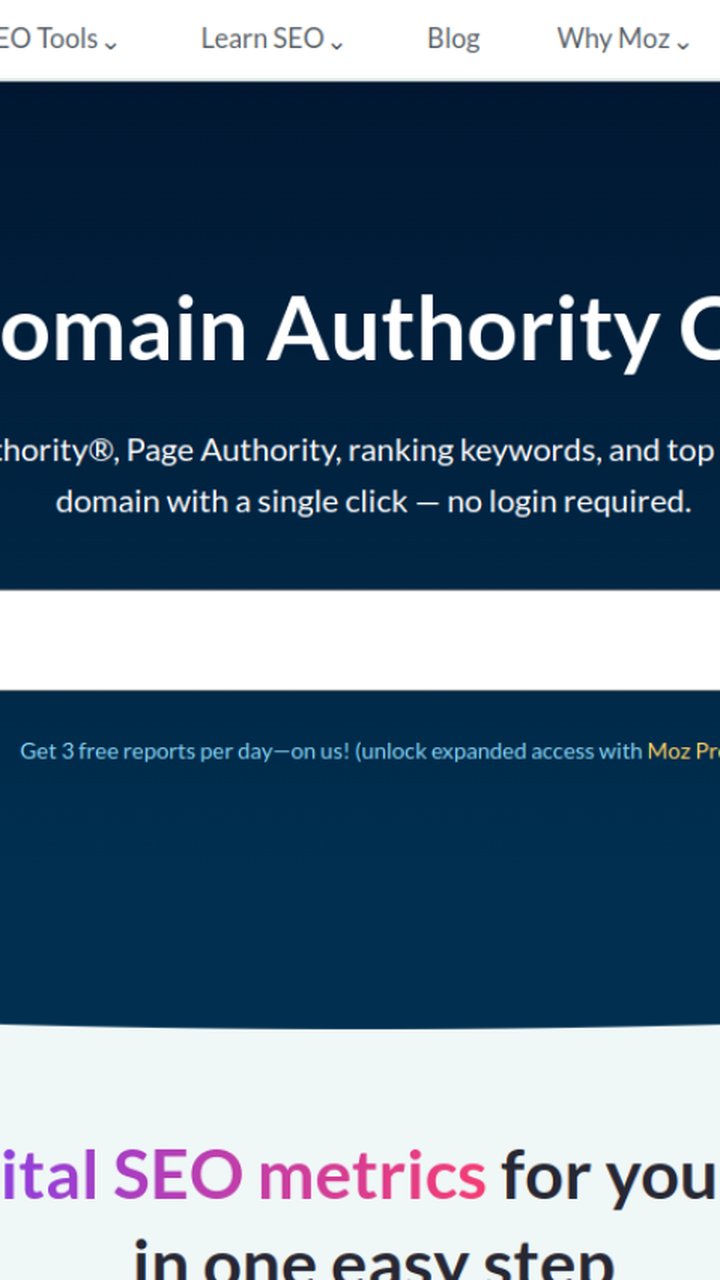 EO Tools Learn SEO Blog Why Moz
omain Authority C
thority®, Page Authority, ranking keywords, and top
domain with a single click — no login required.
Get 3 free reports per day—on us! (unlock expanded access with Moz Pro
ital SEO metrics for you
in one easy step